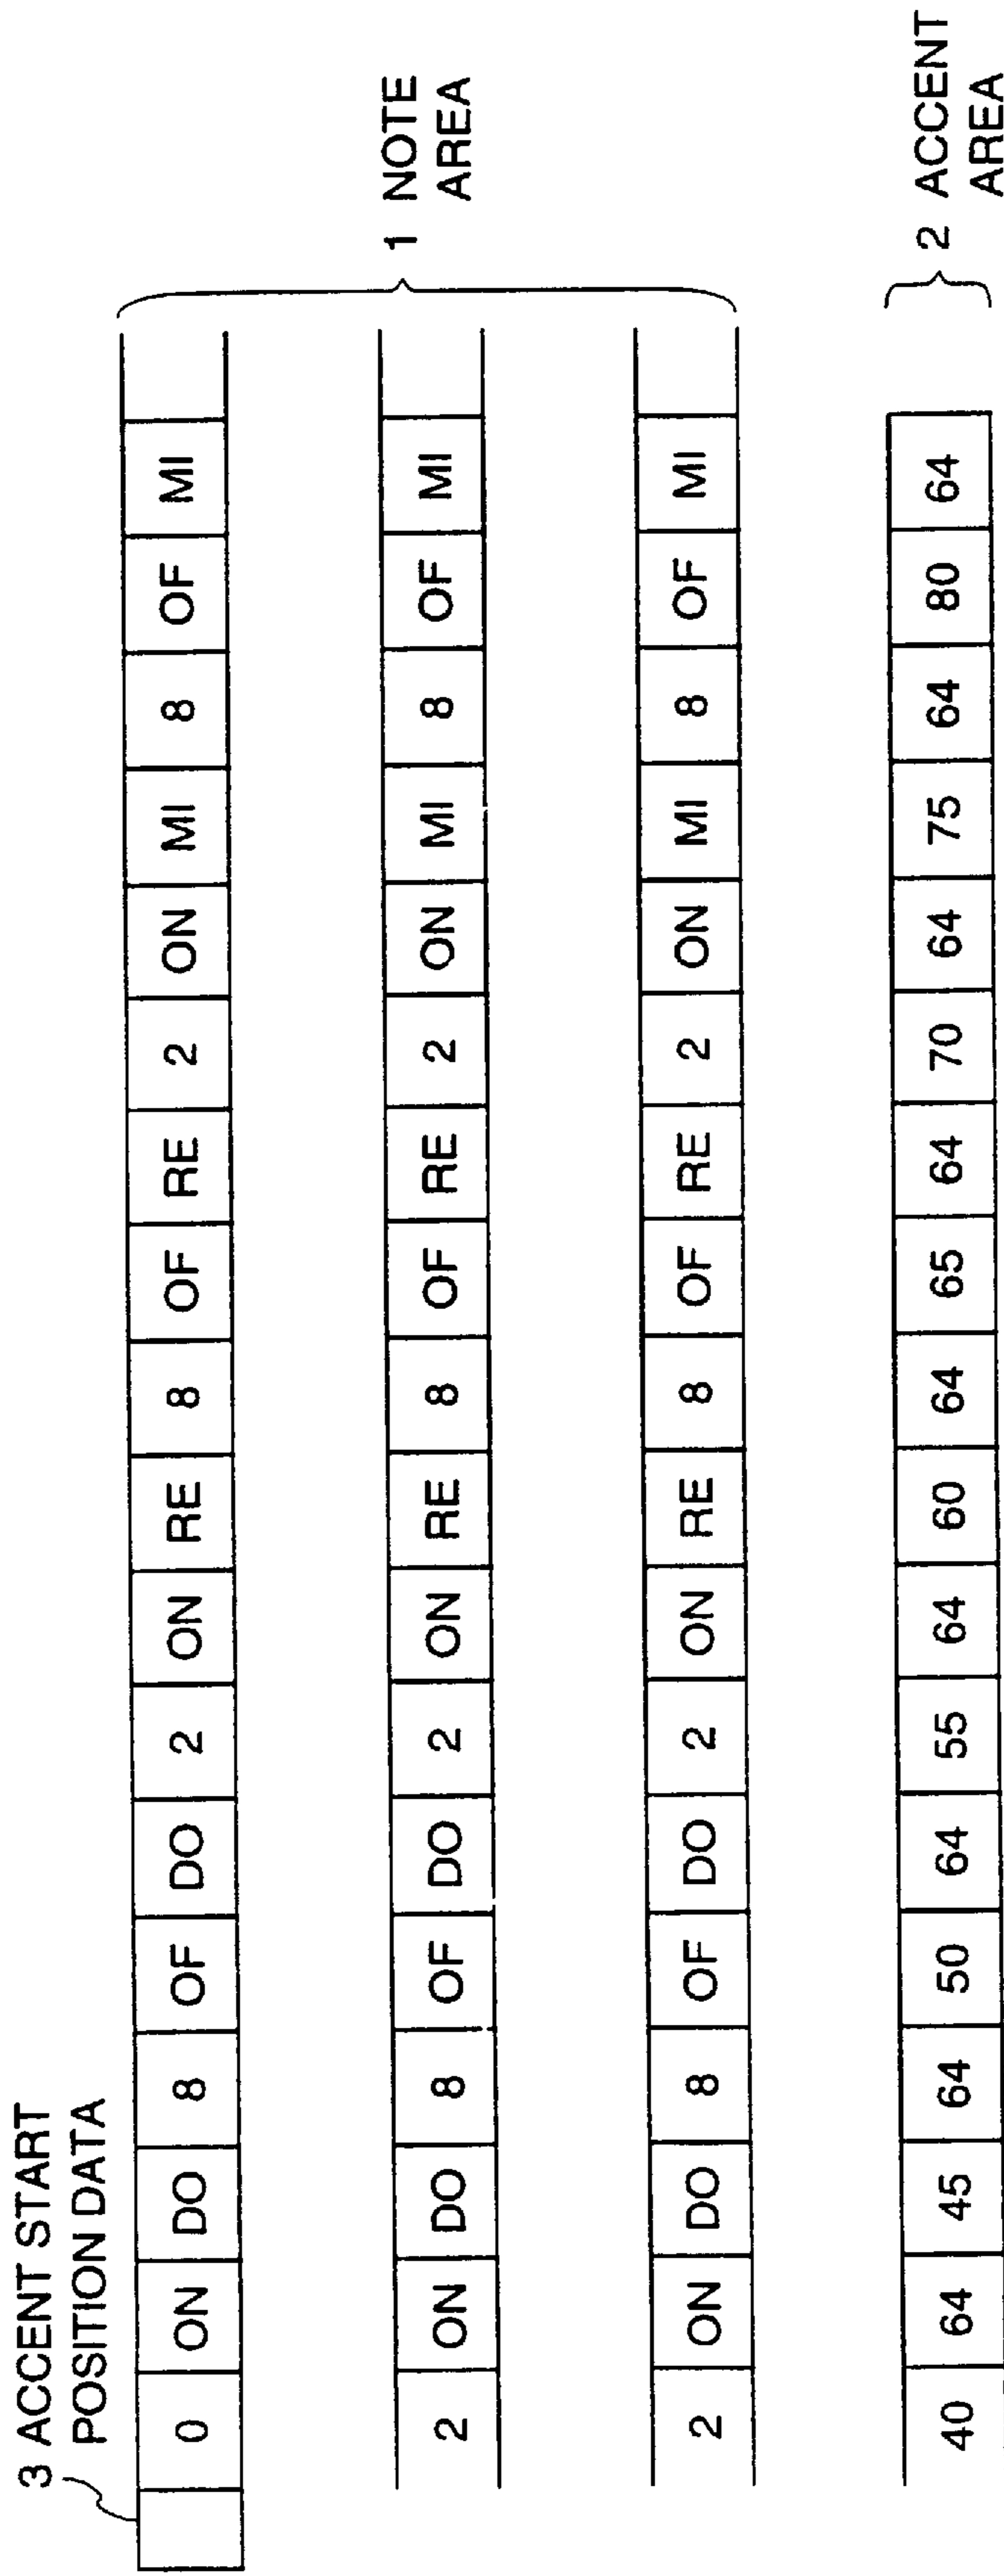 3 ACCENT START
POSITION DATA
0 ON DO 8 OF DO 2 ON RE 8 OF RE 2 ON MI 8 OF MI
2 ON DO 8 OF DO 2 ON RE 8 OF RE 2 ON MI 8 OF MI
1 NOTE
AREA
2 ON DO 8 OF DO 2 ON RE 8 OF RE 2 ON MI 8 OF MI
40 64 45 64 50 64 55 64 60 64 65 64 70 64 75 64 80 64
2 ACCENT
AREA